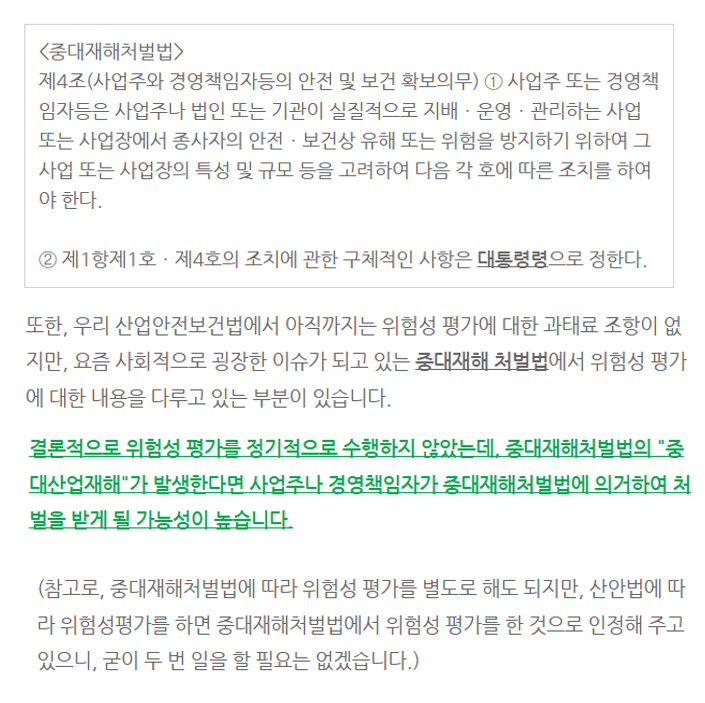 <중대재해처벌법>
제4조(사업주와 경영책임자등의 안전 및 보건 확보의무) ① 사업주 또는 경영책
임자등은 사업주나 법인 또는 기관이 실질적으로 지배ㆍ운영ㆍ관리하는 사업
또는 사업장에서 종사자의 안전ㆍ보건상 유해 또는 위험을 방지하기 위하여 그
사업 또는 사업장의 특성 및 규모 등을 고려하여 다음 각 호에 따른 조치를 하여
야 한다.
② 제1항제1호ㆍ제4호의 조치에 관한 구체적인 사항은 대통령령으로 정한다.
또한, 우리 산업안전보건법에서 아직까지는 위험성 평가에 대한 과태료 조항이 없
지만, 요즘 사회적으로 굉장한 이슈가 되고 있는 중대재해 처벌법에서 위험성 평가
에 대한 내용을 다루고 있는 부분이 있습니다.
결론적으로 위험성 평가를 정기적으로 수행하지 않았는데, 중대재해처벌법의 "중
대산업재해"가 발생한다면 사업주나 경영책임자가 중대재해처벌법에 의거하여 처
벌을 받게 될 가능성이 높습니다.
(참고로, 중대재해처벌법에 따라 위험성 평가를 별도로 해도 되지만, 산안법에 따
라 위험성평가를 하면 중대재해처벌법에서 위험성 평가를 한 것으로 인정해 주고
있으니, 굳이 두 번 일을 할 필요는 없겠습니다.)